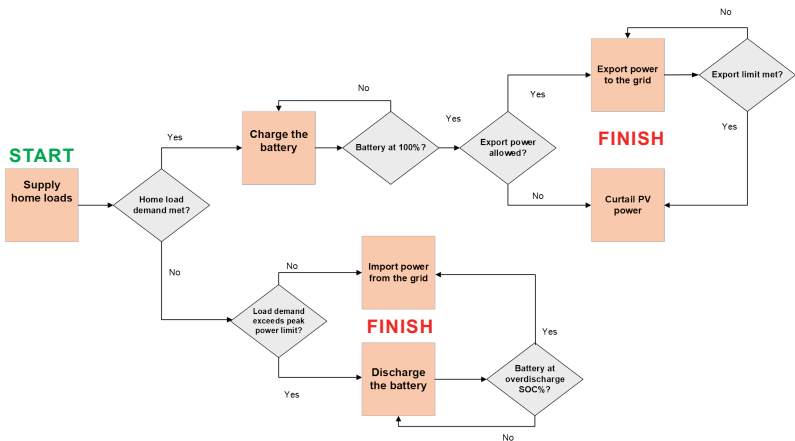 START
Supply
home loads
Home load
demand met?
Yes
Charge the
battery
No
Battery at 100%?
Yes
Export power
allowed?
Yes
Export power
to the grid
No
Export limit met?
Yes
FINISH
No
Curtail PV
power
No
Load demand
exceeds peak
power limit?
No
Import power
from the grid
FINISH
Yes
Discharge
the battery
Battery at
overdischarge
SOC%?
Yes
No